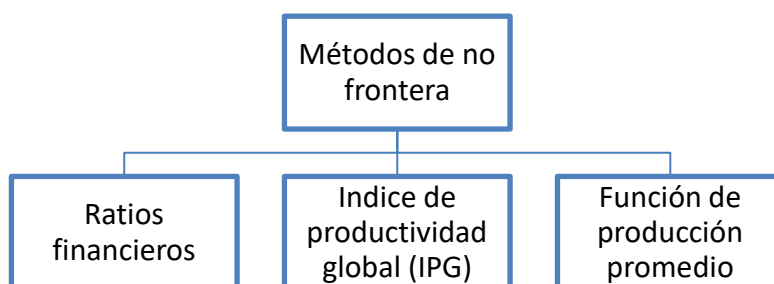 Métodos de no
frontera
Ratios
financieros
Indice de
productividad
global (IPG)
Función de
producción
promedio